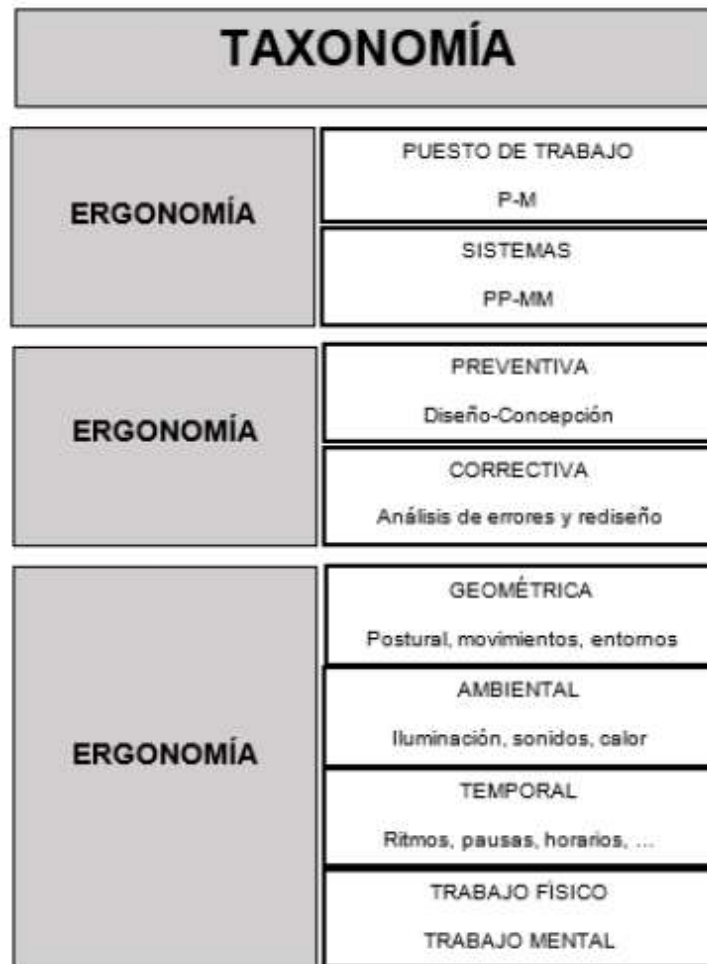 TAXONOMÍA
ERGONOMÍA
PUESTO DE TRABAJO
P-M
SISTEMAS
PP-MM
ERGONOMÍA
PREVENTIVA
Diseño-Concepción
CORRECTIVA
Análisis de errores y rediseño
ERGONOMÍA
GEOMÉTRICA
Postural, movimientos, entornos
AMBIENTAL
Iluminación, sonidos, calor
TEMPORAL
Ritmos, pausas, horarios, ...
TRABAJO FÍSICO
TRABAJO MENTAL